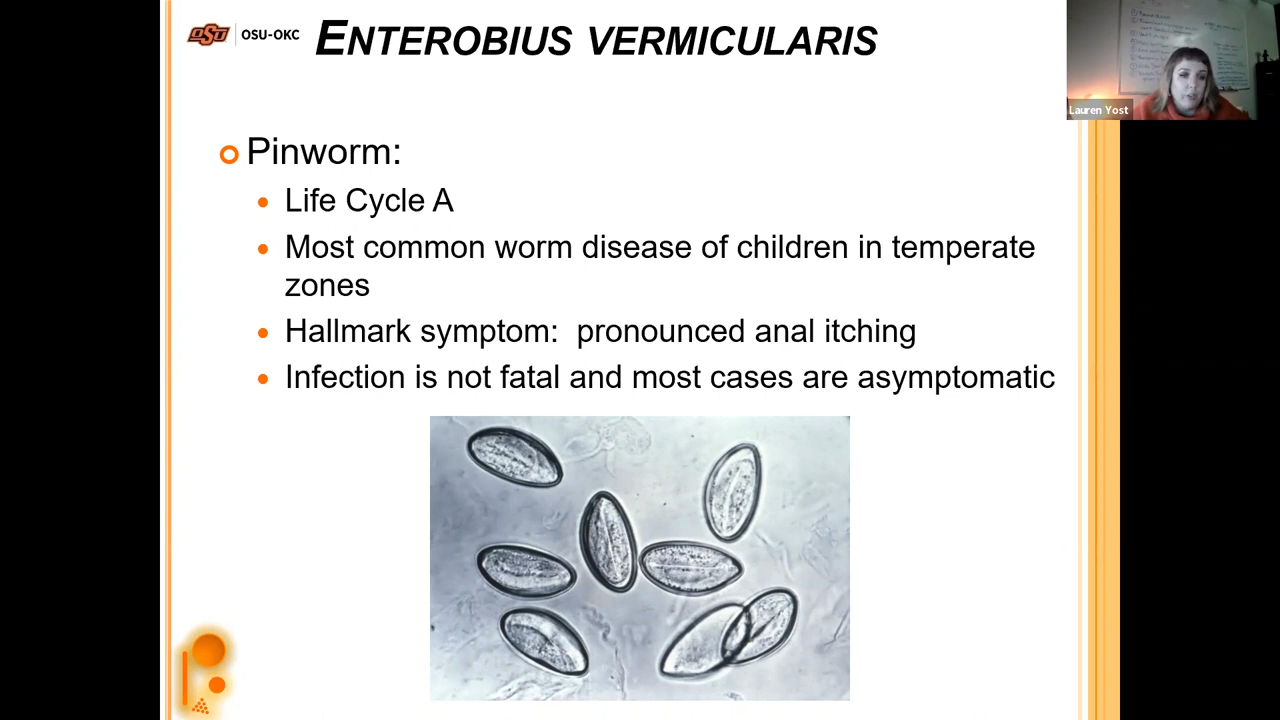 OSU OSU-OKC ENTEROBIUS VERMICULARIS
Lauren Yost
Pinworm:
Life Cycle A
Most common worm disease of children in temperate
zones
Hallmark symptom:  pronounced anal itching
Infection is not fatal and most cases are asymptomatic